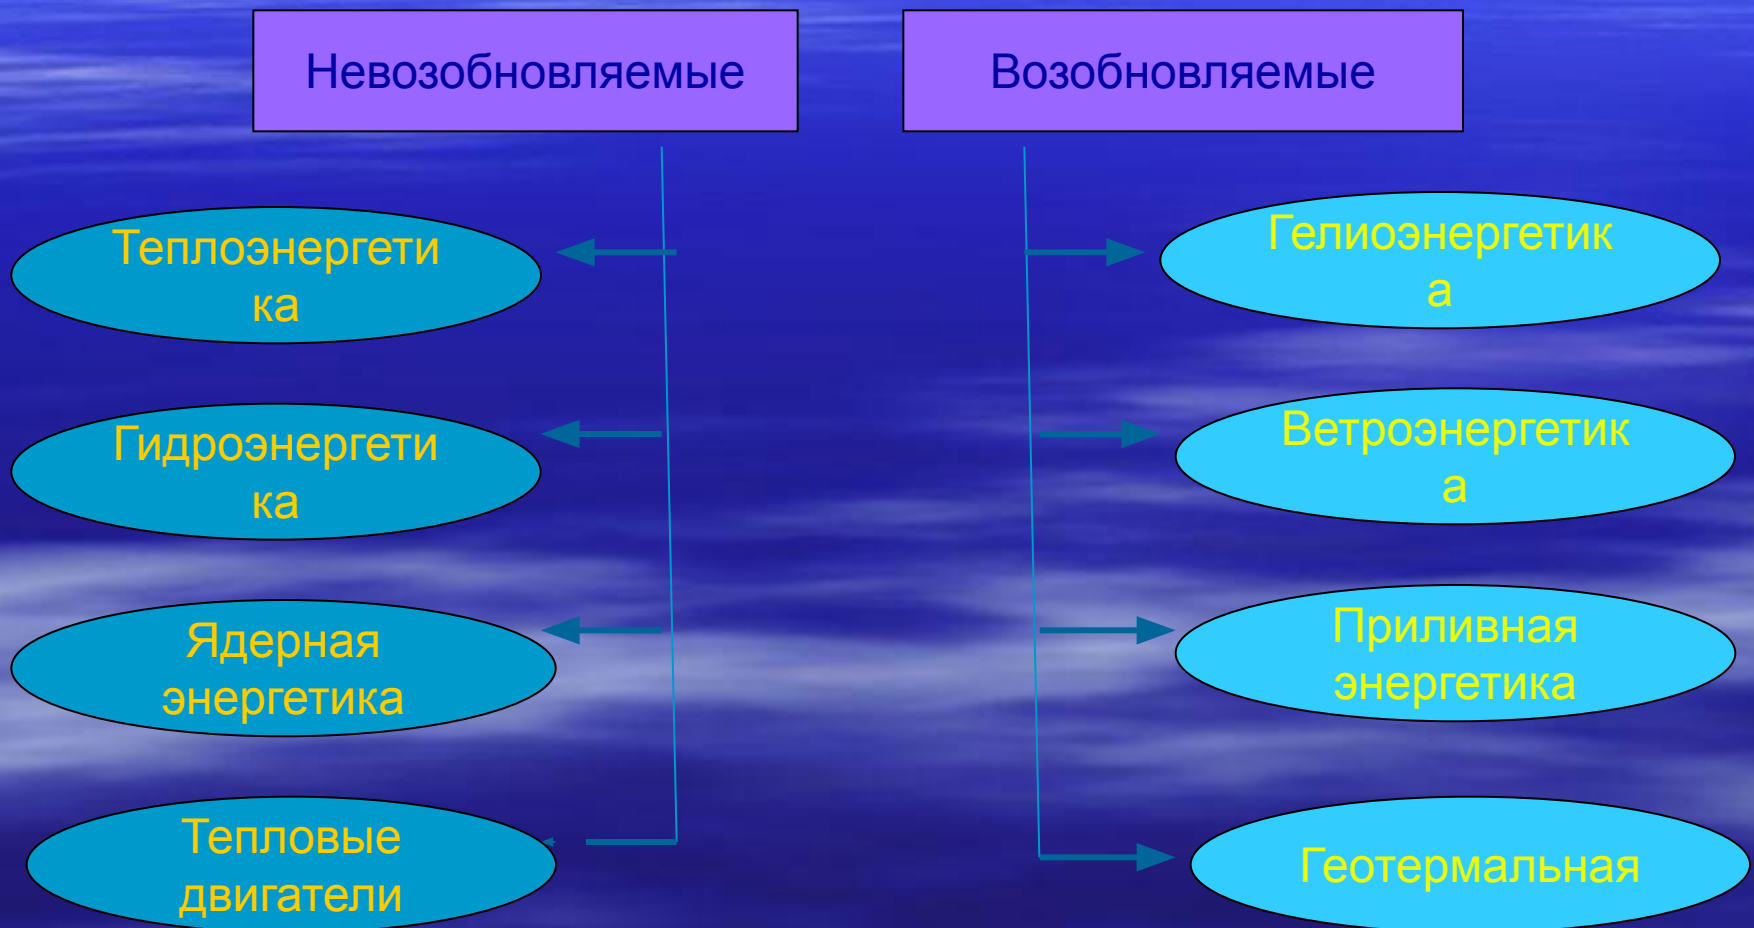 Невозобновляемые
Возобновляемые
Теплоэнергети
ка
Гидроэнергети
ка
Ядерная
энергетика
Тепловые
двигатели
Гелиоэнергетик
а
Ветроэнергетик
а
Приливная
энергетика
Геотермальная